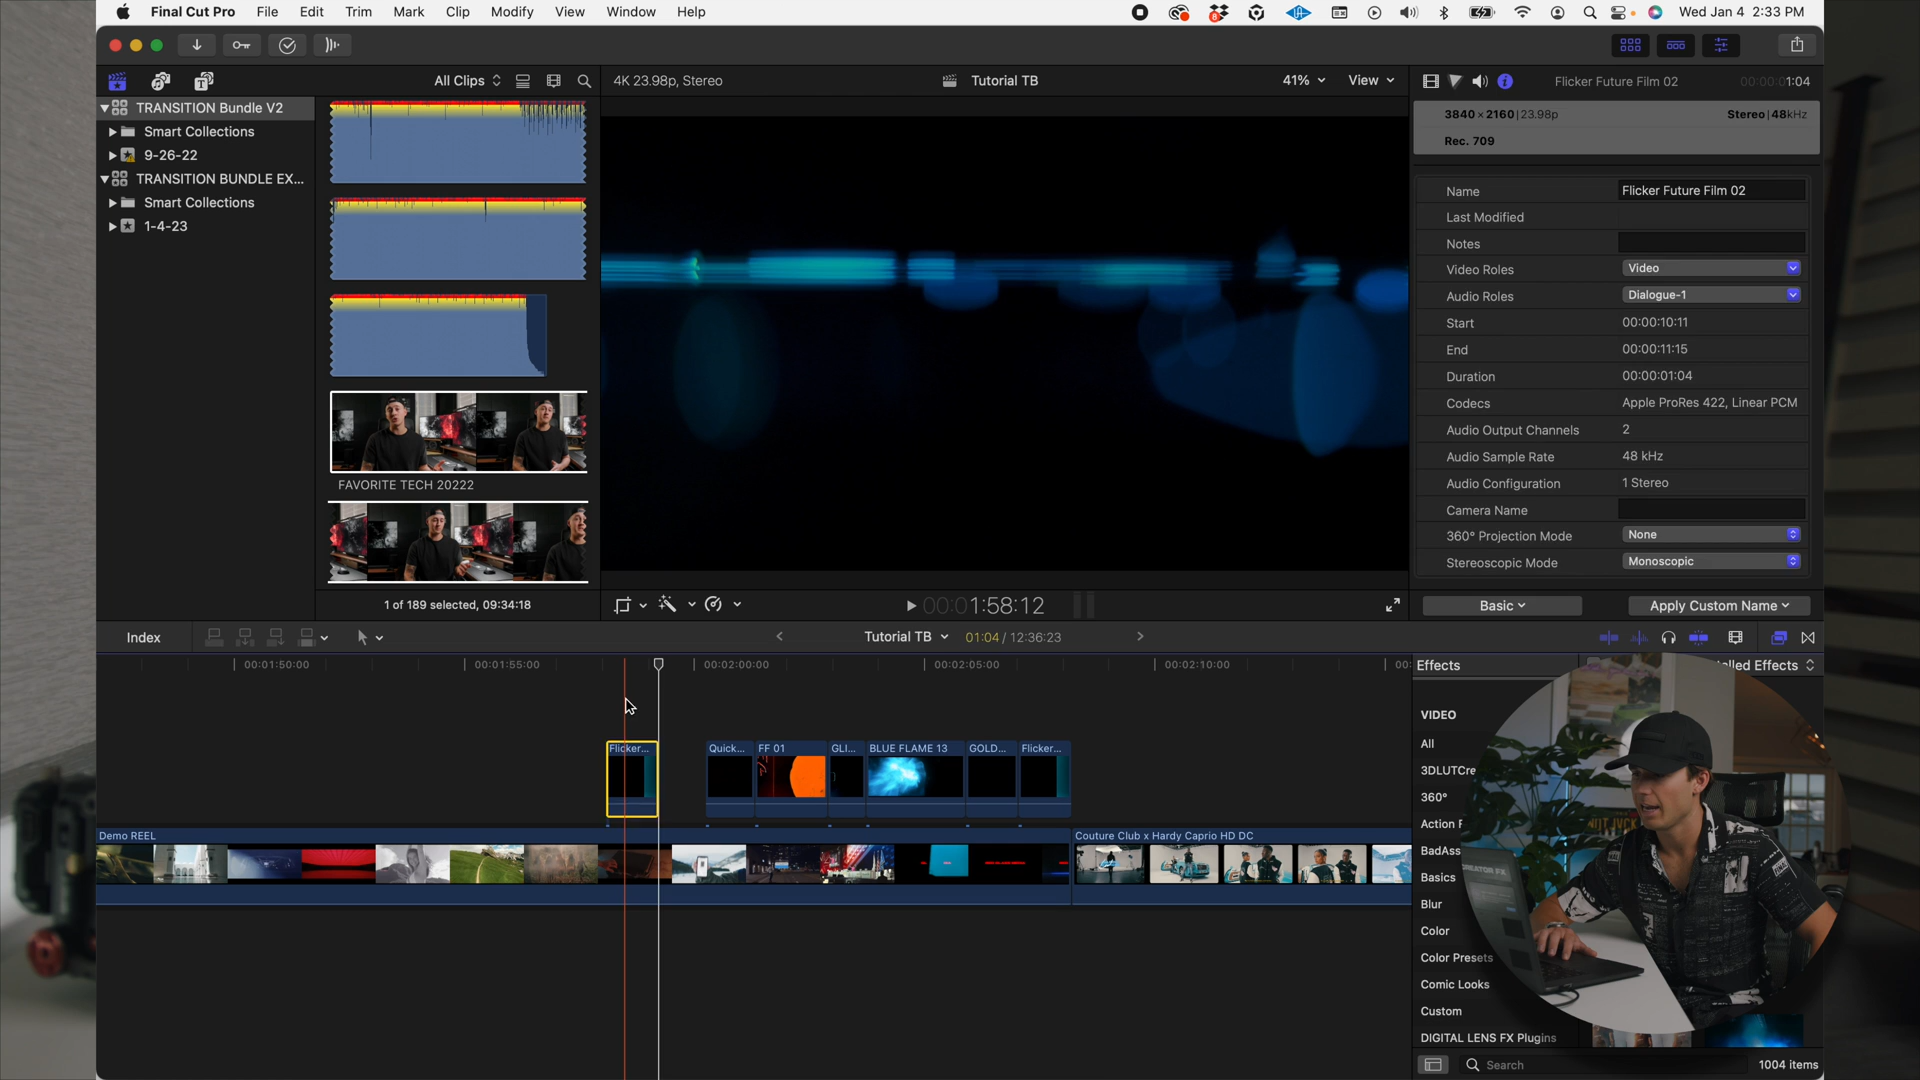 Final Cut Pro File Edit Trim Mark Clip Modify View Window Help
8
Wed Jan 4 2:33 PM
All Clips
4K 23.98p, Stereo
Tutorial TB
41%
View
Flicker Future Film 02
00:00:01:04
TRANSITION Bundle V2
Smart Collections
9-26-22
TRANSITION BUNDLE EX...
Smart Collections
1-4-23
FAVORITE TECH 20222
1 of 189 selected, 09:34:18
00:01:58:12
3840 × 2160 | 23.98p
Stereo | 48kHz
Rec. 709
Name Flicker Future Film 02
Last Modified
Notes
Video Roles Video
Audio Roles Dialogue-1
Start 00:00:10:11
End 00:00:11:15
Duration 00:00:01:04
Codecs Apple ProRes 422, Linear PCM
Audio Output Channels 2
Audio Sample Rate 48 kHz
Audio Configuration 1 Stereo
Camera Name
360° Projection Mode None
Stereoscopic Mode Monoscopic
Basic
Apply Custom Name
Index
Tutorial TB
01:04 / 12:36:23
00:01:50:00
00:01:55:00
00:02:00:00
00:02:05:00
00:02:10:00
00:
Flicker...
Quick...
FF 01
GLI...
BLUE FLAME 13
GOLD...
Flicker...
Demo REEL
Couture Club x Hardy Caprio HD DC
Effects
lled Effects
VIDEO
All
3DLUTCre
360°
Action F
BadAss
Basics
Blur
Color
Color Presets
Comic Looks
Custom
DIGITAL LENS FX Plugins
Search
1004 items